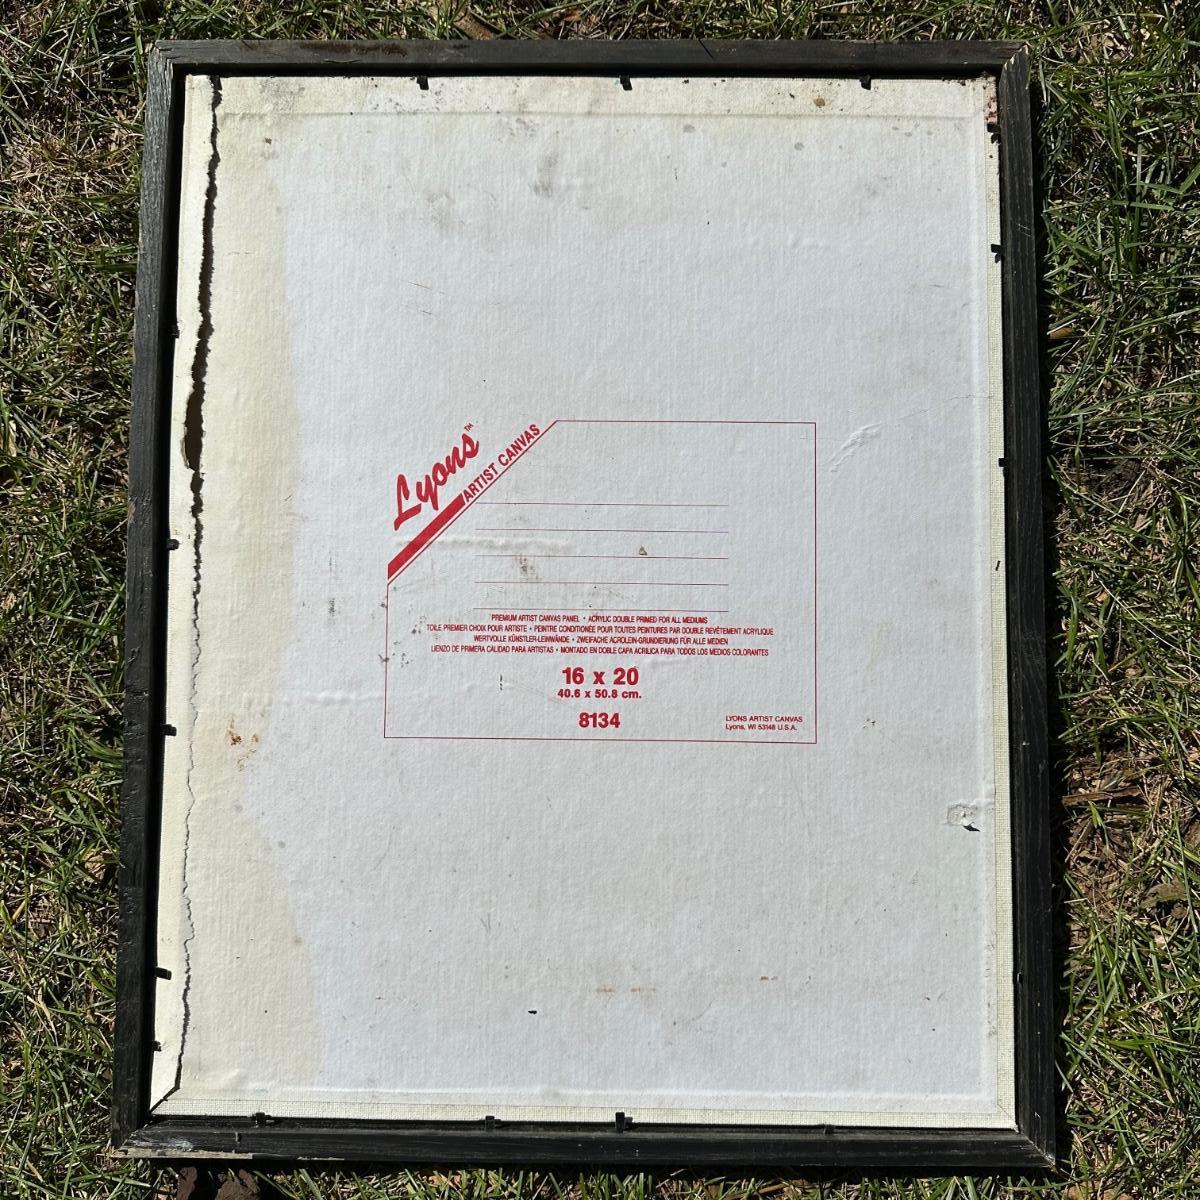 Lyons™
ARTIST CANVAS
PREMIUM ARTIST CANVAS PANEL • ACRYLIC DOUBLE PRIMED FOR ALL MEDIUMS
TOILE PREMIER CHOIX POUR ARTISTE • PEINTRE CONDITIONÉE POUR TOUTES PEINTURES PAR DOUBLE REVÊTEMENT ACRYLIQUE
WERTVOLLE KÜNSTLER-LEINWÄNDE • ZWEIFACHE ACROLEIN-GRUNDIERUNG FÜR ALLE MEDIEN
LIENZO DE PRIMERA CALIDAD PARA ARTISTAS • MONTADO EN DOBLE CAPA ACRILICA PARA TODOS LOS MEDIOS COLORANTES
16 x 20
40.6 x 50.8 cm.
8134
LYONS ARTIST CANVAS
Lyons, WI 53148 U.S.A.